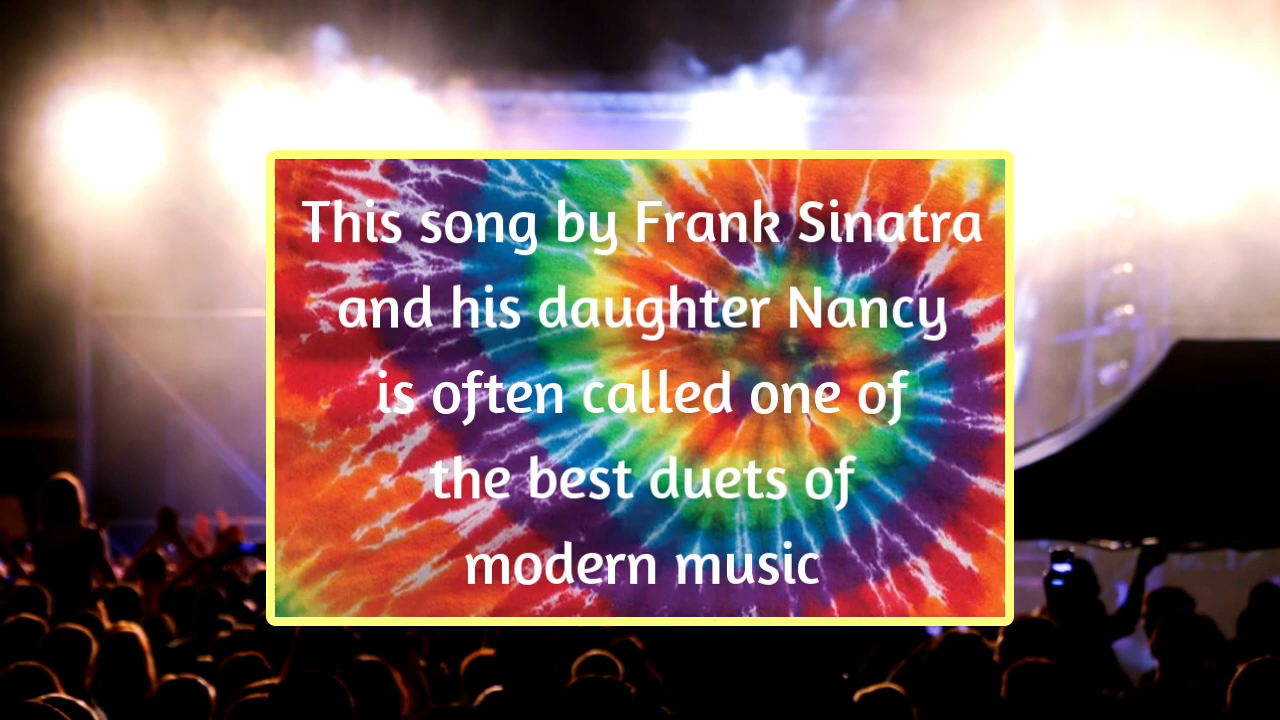 This song by Frank Sinatra
and his daughter Nancy
is often called one of
the best duets of
modern music